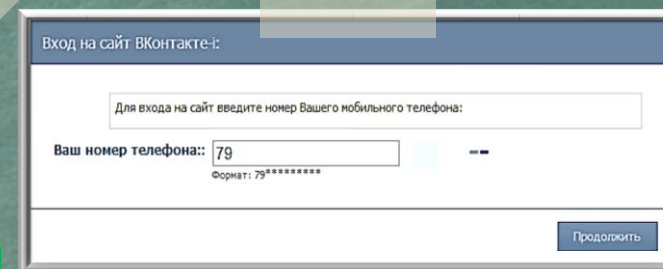 Вход на сайт ВКонтакте-i:
Для входа на сайт введите номер Вашего мобильного телефона:
Ваш номер телефона:: 79
Формат: 79*********
Продолжить